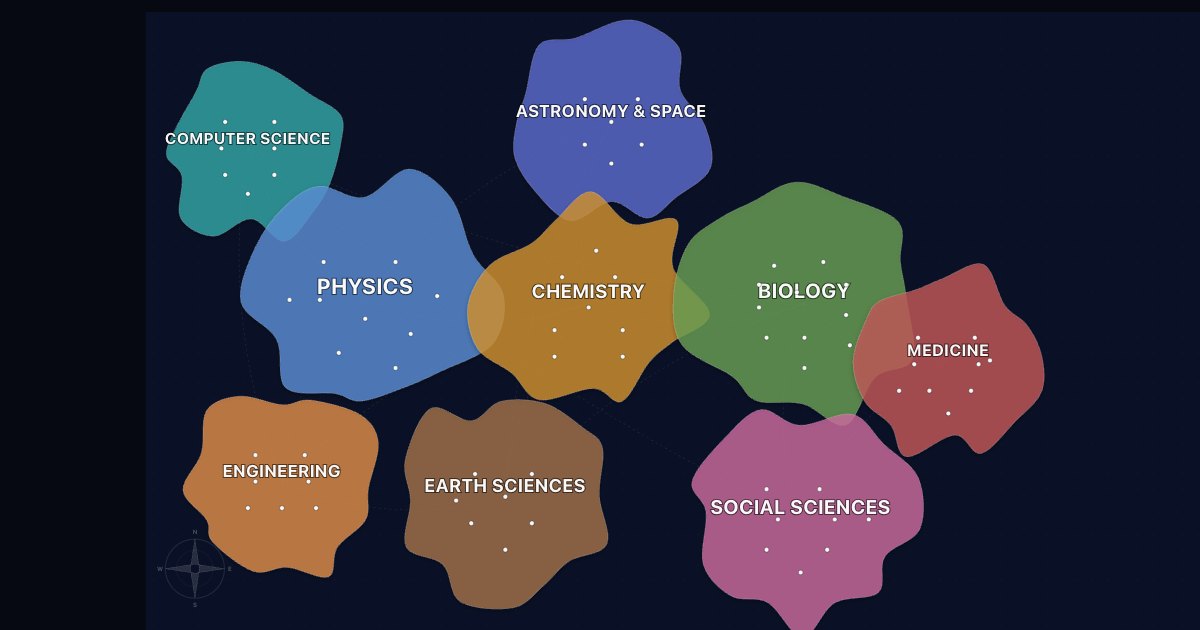 ASTRONOMY & SPACE
COMPUTER SCIENCE
PHYSICS
CHEMISTRY
BIOLOGY
MEDICINE
ENGINEERING
EARTH SCIENCES
SOCIAL SCIENCES
N
W
E
S